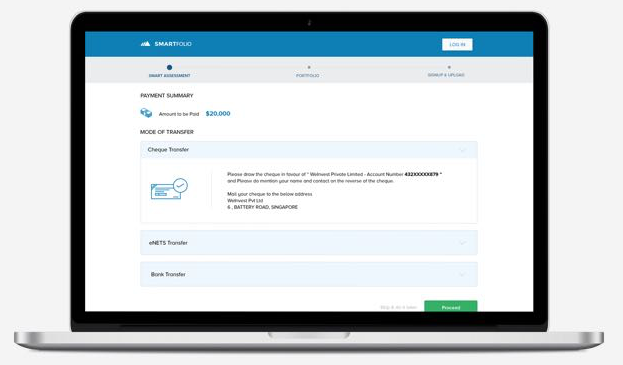 SMARTFOLIO
LOG IN
SMART ASSESSMENT
PORTFOLIO
SIGNUP & UPLOAD
PAYMENT SUMMARY
Amount to be Paid $20,000
MODE OF TRANSFER
Cheque Transfer
Please draw the cheque in favour of " Welnvest Private Limited - Account Number 432XXXXX879 "
and Please do mention your name and contact on the reverse of the cheque.
Mail your cheque to the below address
Welnvest Pvt Ltd
6 , BATTERY ROAD, SINGAPORE
eNETS Transfer
Bank Transfer
Skip & do it later
Proceed